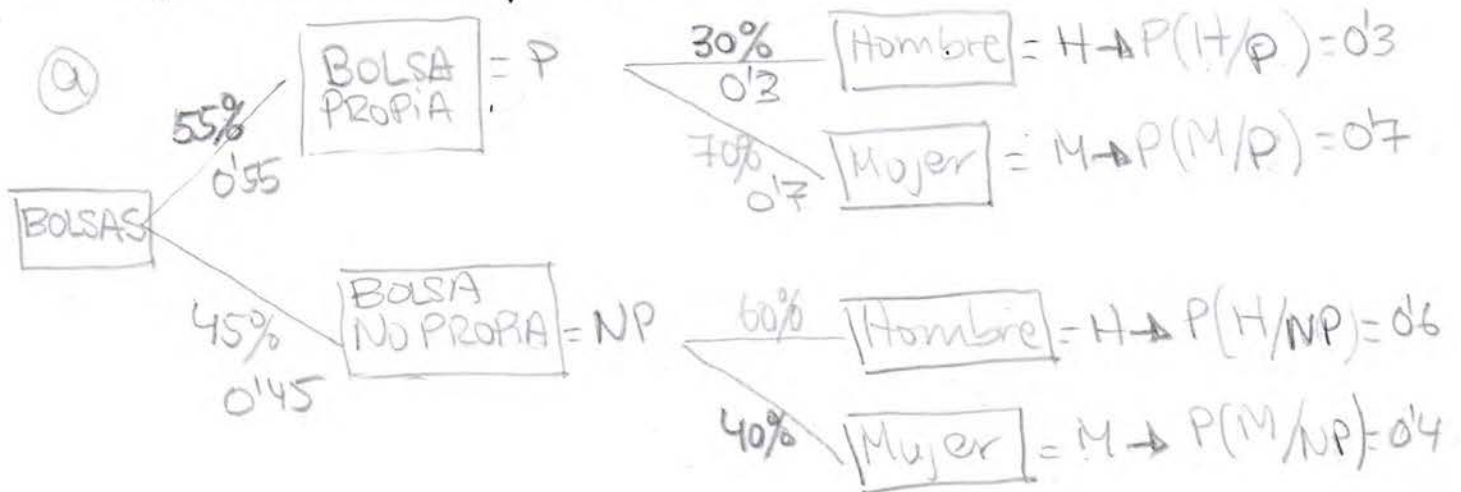 a
BOLSA
PROPIA
= P
55%
0'55
30%
0'3
Hombre = H → P(H/P) = 0'3
70%
0'7
Mujer = M → P(M/P) = 0'7
BOLSAS
45%
0'45
BOLSA
NO PROPIA = NP
60%
Hombre = H → P(H/NP) = 0'6
40%
Mujer = M → P(M/NP) = 0'4